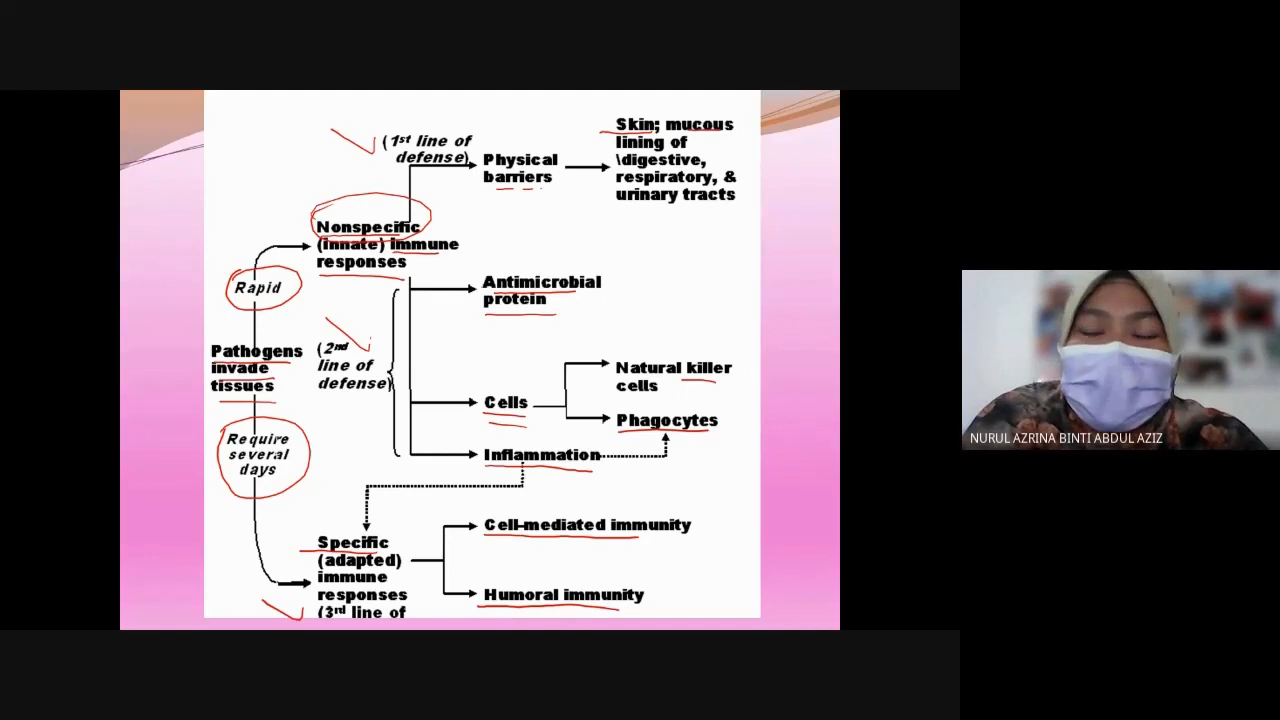 (1st line of
defense)
Physical
barriers
Skin; mucous
lining of
\digestive,
respiratory, &
urinary tracts
Nonspecific
(innate) immune
responses
Rapid
Antimicrobial
protein
Pathogens
invade
tissues
(2nd
line of
defense)
Natural killer
cells
Cells
Phagocytes
Require
several
days
Inflammation
Specific
(adapted)
immune
responses
(3rd line of
Cell-mediated immunity
Humoral immunity
NURUL AZRINA BINTI ABDUL AZIZ